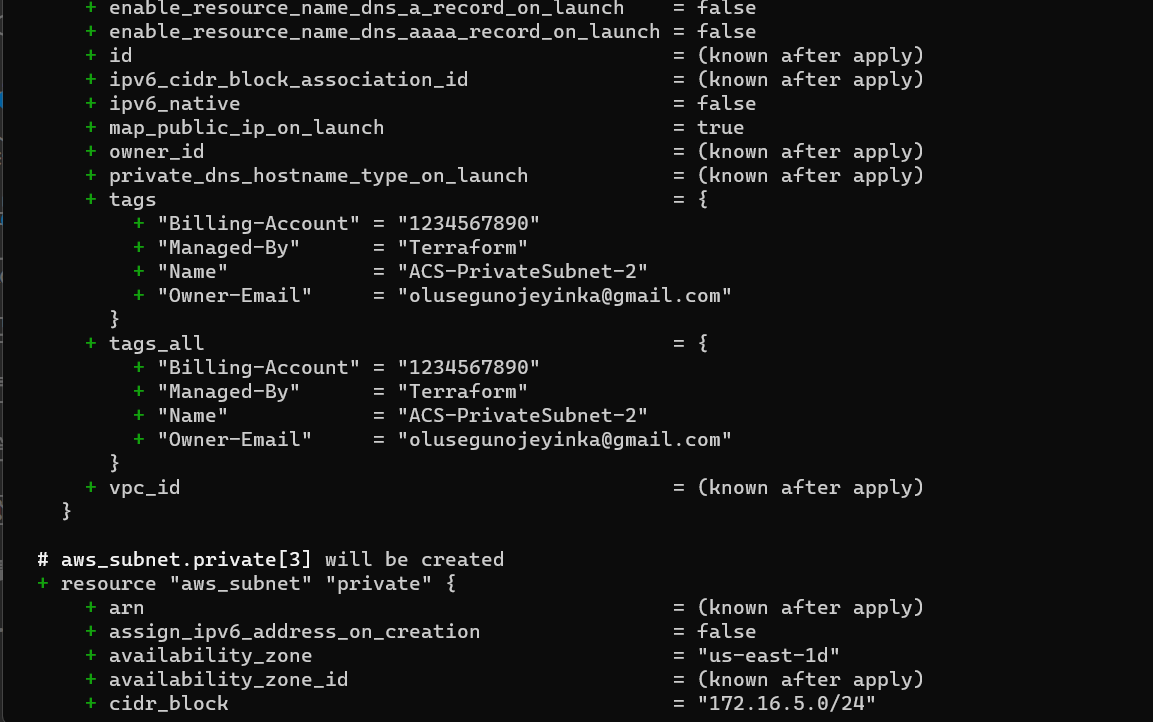 + enable_resource_name_dns_a_record_on_launch = false
+ enable_resource_name_dns_aaaa_record_on_launch = false
+ id = (known after apply)
+ ipv6_cidr_block_association_id = (known after apply)
+ ipv6_native = false
+ map_public_ip_on_launch = true
+ owner_id = (known after apply)
+ private_dns_hostname_type_on_launch = (known after apply)
+ tags = {
+ "Billing-Account" = "1234567890"
+ "Managed-By" = "Terraform"
+ "Name" = "ACS-PrivateSubnet-2"
+ "Owner-Email" = "olusegunojeyinka@gmail.com"
}
+ tags_all = {
+ "Billing-Account" = "1234567890"
+ "Managed-By" = "Terraform"
+ "Name" = "ACS-PrivateSubnet-2"
+ "Owner-Email" = "olusegunojeyinka@gmail.com"
}
+ vpc_id = (known after apply)
}
# aws_subnet.private[3] will be created
+ resource "aws_subnet" "private" {
+ arn = (known after apply)
+ assign_ipv6_address_on_creation = false
+ availability_zone = "us-east-1d"
+ availability_zone_id = (known after apply)
+ cidr_block = "172.16.5.0/24"